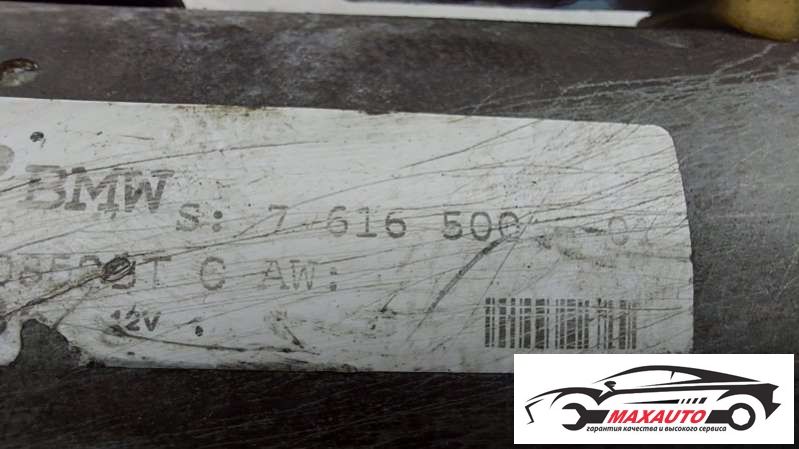 BMW
S: 7 616 500
C AW:
12V
MAXAUTO
гарантия качества и высокого сервиса